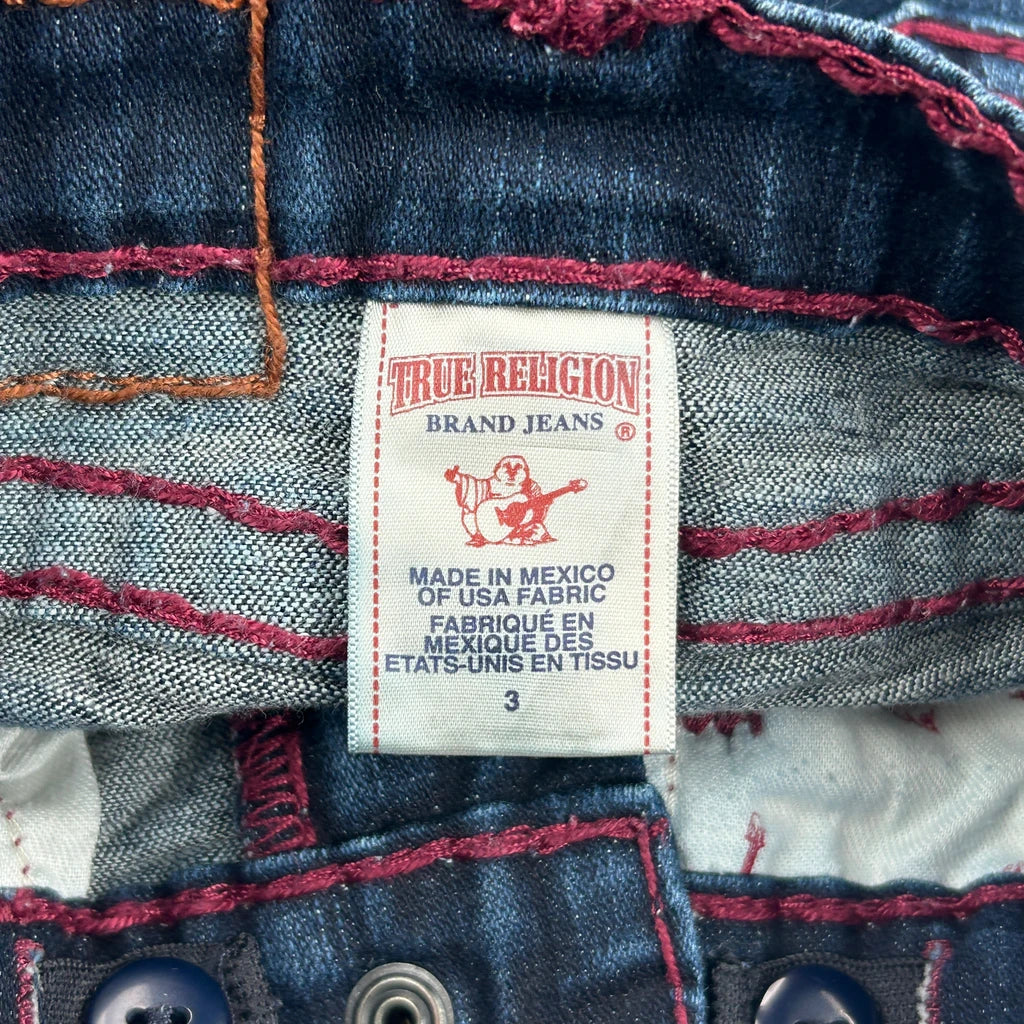 TRUE RELIGION
BRAND JEANS ®
MADE IN MEXICO
OF USA FABRIC
FABRIQUÉ EN
MEXIQUE DES
ETATS-UNIS EN TISSU
3